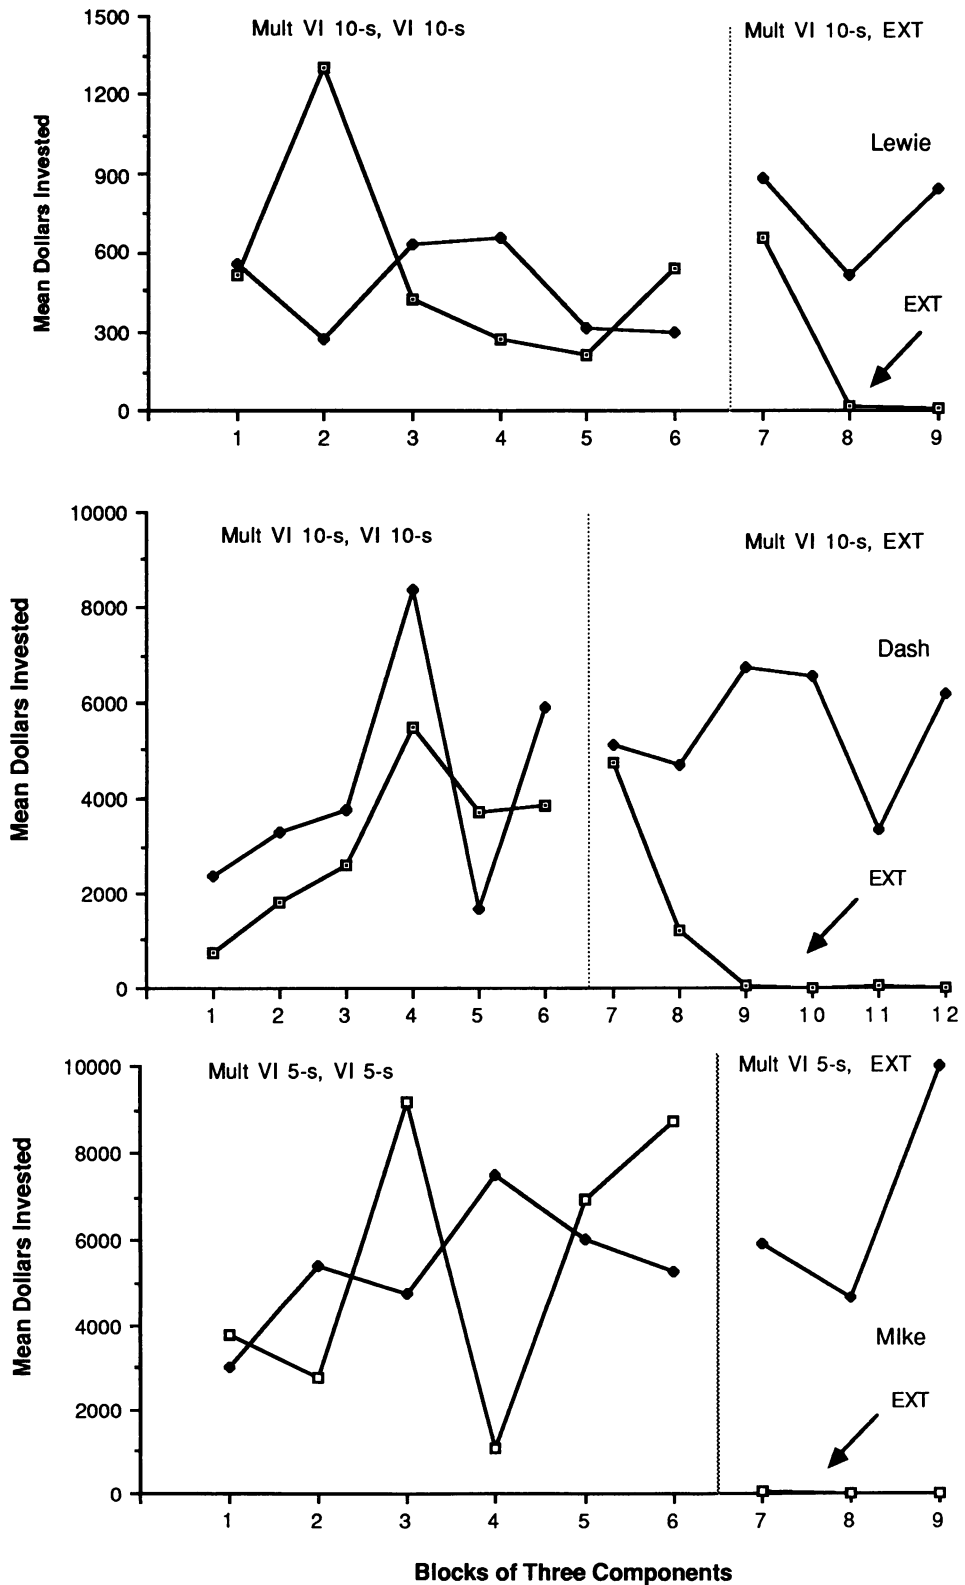 Mult VI 10-s, VI 10-s
Mult VI 10-s, EXT
Lewie
EXT
Mean Dollars Invested
1500
1200
900
600
300
0
1 2 3 4 5 6 7 8 9
Mult VI 10-s, VI 10-s
Mult VI 10-s, EXT
Dash
EXT
Mean Dollars Invested
10000
8000
6000
4000
2000
0
1 2 3 4 5 6 7 8 9 10 11 12
Mult VI 5-s, VI 5-s
Mult VI 5-s, EXT
MIke
EXT
Mean Dollars Invested
10000
8000
6000
4000
2000
0
1 2 3 4 5 6 7 8 9
Blocks of Three Components